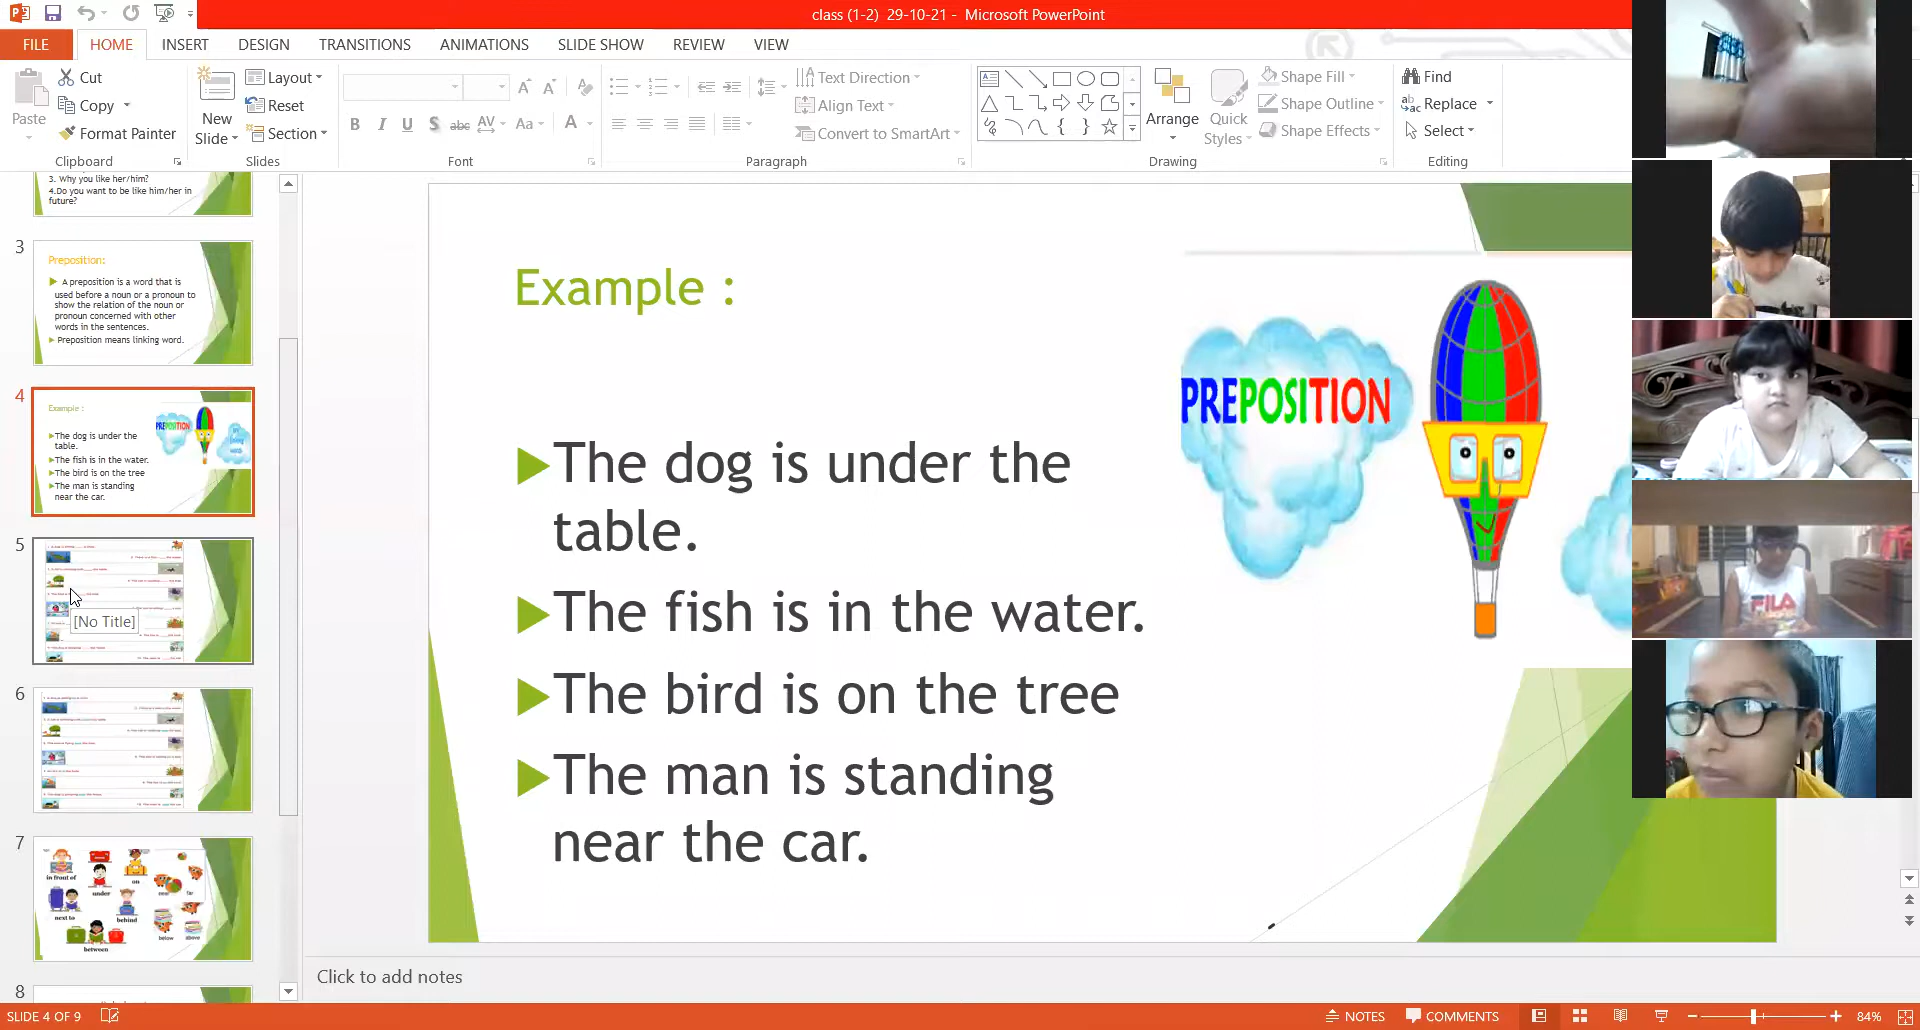 class (1-2) 29-10-21 - Microsoft PowerPoint
FILE HOME INSERT DESIGN TRANSITIONS ANIMATIONS SLIDE SHOW REVIEW VIEW
Paste
Cut
Copy
Format Painter
Clipboard
New
Slide
Layout
Reset
Section
Slides
B I U S abc AV Aa A
Font
Text Direction
Align Text
Convert to SmartArt
Paragraph
Arrange
Quick
Styles
Shape Fill
Shape Outline
Shape Effects
Drawing
Find
Replace
Select
Editing
3. Why you like her/him?
4.Do you want to be like him/her in
future?
3
Preposition:
A preposition is a word that is
used before a noun or a pronoun to
show the relation of the noun or
pronoun concerned with other
words in the sentences.
Preposition means linking word.
4
Example :
PREPOSITION
The dog is under the
table.
The fish is in the water.
The bird is on the tree
The man is standing
near the car.
5
[No Title]
6
7
in front of
under
on
near
far
next to
behind
between
below
above
8
Example :
PREPOSITION
The dog is under the
table.
The fish is in the water.
The bird is on the tree
The man is standing
near the car.
FILA
Click to add notes
SLIDE 4 OF 9
NOTES
COMMENTS
84%